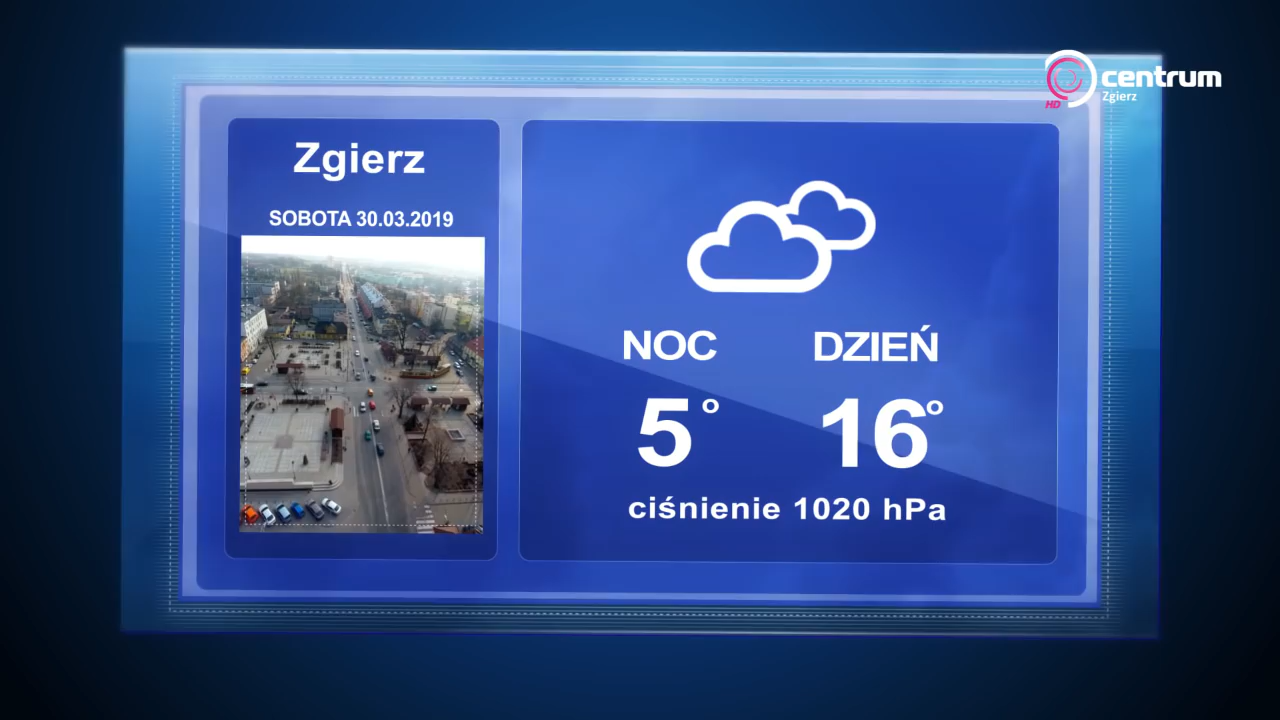 centrum
Zgierz
HD
Zgierz
SOBOTA 30.03.2019
NOC
DZIEŃ
5°
16°
ciśnienie 1020 hPa